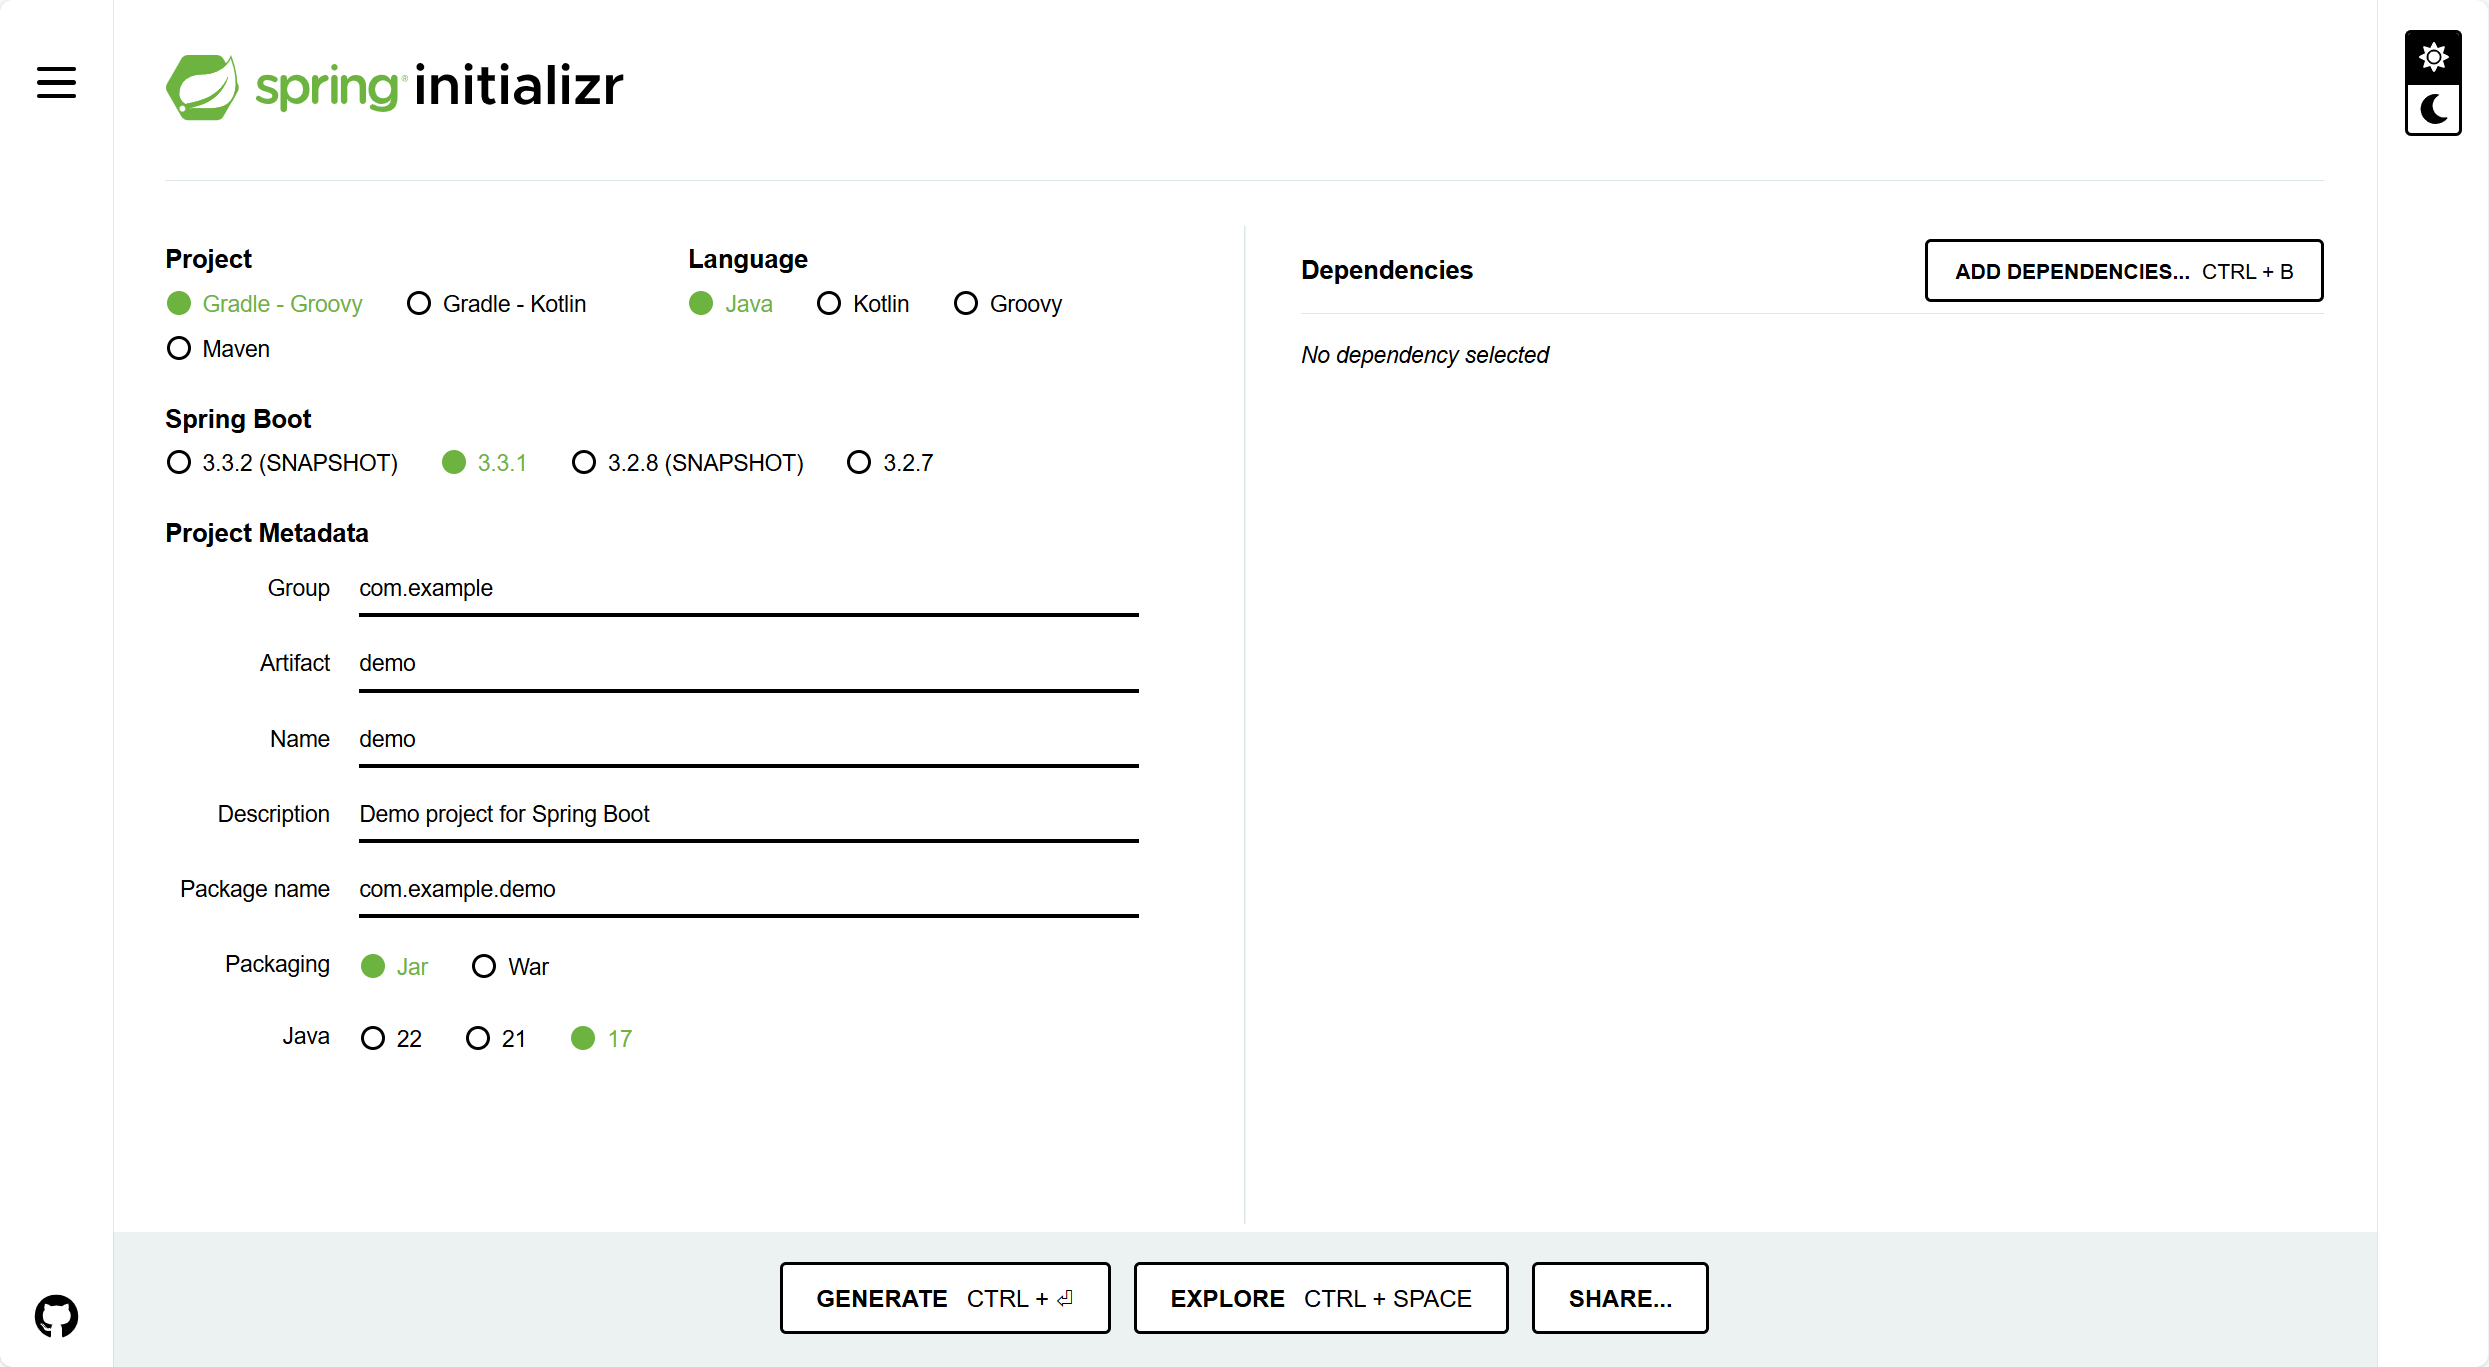 spring initializr
Project
Gradle - Groovy
Gradle - Kotlin
Maven
Language
Java
Kotlin
Groovy
Spring Boot
3.3.2 (SNAPSHOT)
3.3.1
3.2.8 (SNAPSHOT)
3.2.7
Project Metadata
Group com.example
Artifact demo
Name demo
Description Demo project for Spring Boot
Package name com.example.demo
Packaging Jar War
Java 22 21 17
Dependencies
ADD DEPENDENCIES... CTRL + B
No dependency selected
GENERATE CTRL + ⏎
EXPLORE CTRL + SPACE
SHARE...